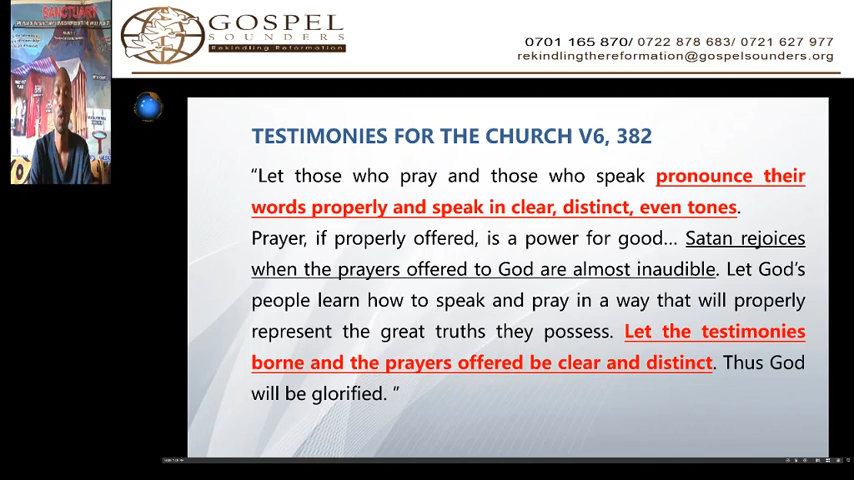 SANCTUARY
GOSPEL
SOUNDERS
Rekindling Reformation
0701 165 870/ 0722 878 683/ 0721 627 977
rekindlingthereformation@gospelsounders.org
TESTIMONIES FOR THE CHURCH V6, 382
“Let those who pray and those who speak pronounce their
words properly and speak in clear, distinct, even tones.
Prayer, if properly offered, is a power for good... Satan rejoices
when the prayers offered to God are almost inaudible. Let God’s
people learn how to speak and pray in a way that will properly
represent the great truths they possess. Let the testimonies
borne and the prayers offered be clear and distinct. Thus God
will be glorified. ”